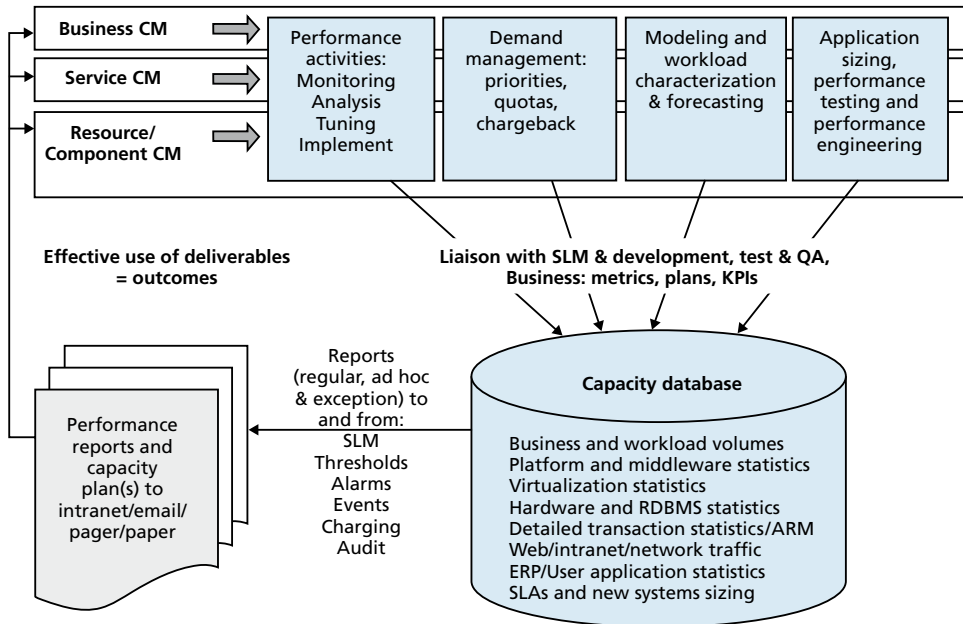 Business CM
Service CM
Resource/
Component CM
Performance
activities:
Monitoring
Analysis
Tuning
Implement
Demand
management:
priorities,
quotas,
chargeback
Modeling and
workload
characterization
& forecasting
Application
sizing,
performance
testing and
performance
engineering
Effective use of deliverables
= outcomes
Liaison with SLM & development, test & QA,
Business: metrics, plans, KPIs
Performance
reports and
capacity
plan(s) to
intranet/email/
pager/paper
Reports
(regular, ad hoc
& exception) to
and from:
SLM
Thresholds
Alarms
Events
Charging
Audit
Capacity database
Business and workload volumes
Platform and middleware statistics
Virtualization statistics
Hardware and RDBMS statistics
Detailed transaction statistics/ARM
Web/intranet/network traffic
ERP/User application statistics
SLAs and new systems sizing